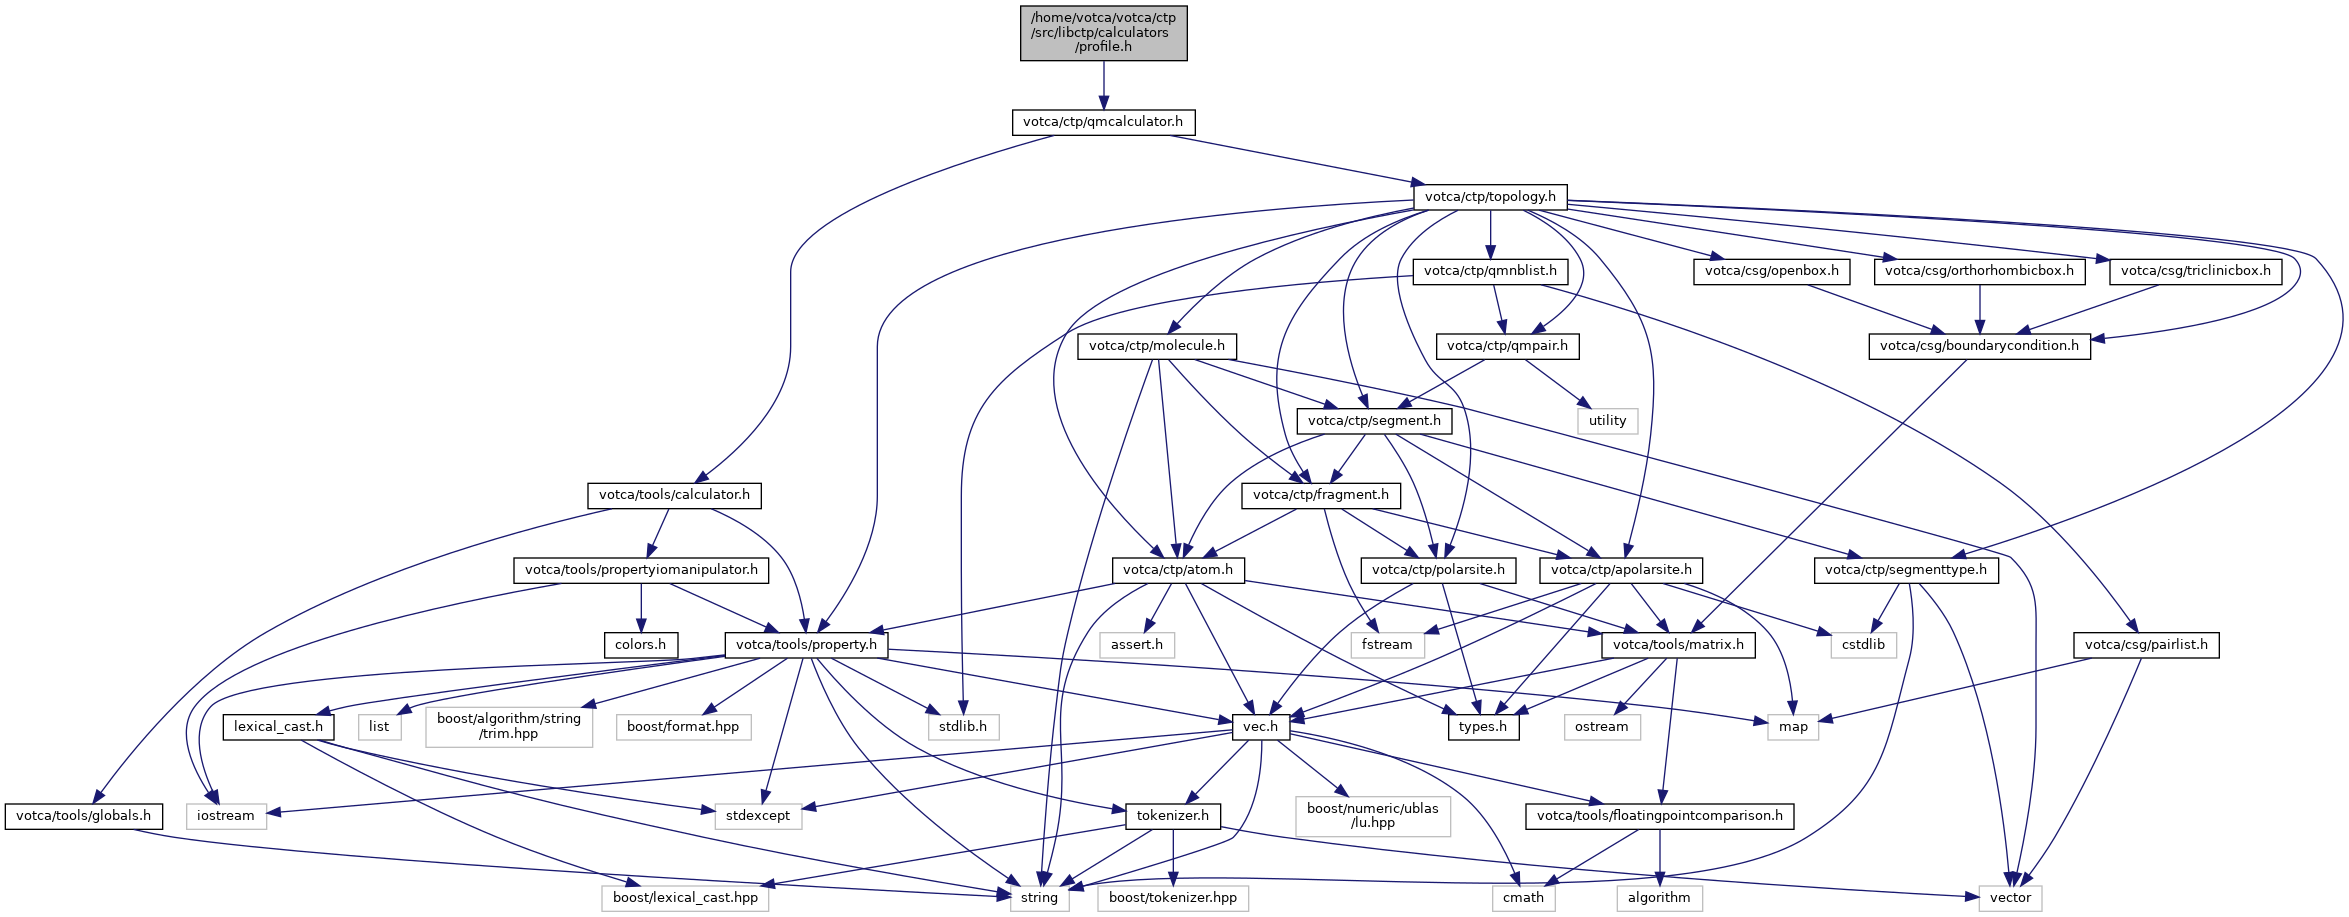 /home/votca/votca/ctp
/src/libctp/calculators
/profile.h
votca/ctp/qmcalculator.h
votca/ctp/topology.h
votca/ctp/qmnblist.h
votca/csg/openbox.h
votca/csg/orthorhombicbox.h
votca/csg/triclinicbox.h
votca/ctp/molecule.h
votca/ctp/qmpair.h
votca/csg/boundarycondition.h
votca/ctp/segment.h
utility
votca/tools/calculator.h
votca/ctp/fragment.h
votca/tools/propertyiomanipulator.h
votca/ctp/atom.h
votca/ctp/polarsite.h
votca/ctp/apolarsite.h
votca/ctp/segmenttype.h
colors.h
votca/tools/property.h
assert.h
fstream
votca/tools/matrix.h
cstdlib
votca/csg/pairlist.h
lexical_cast.h
list
boost/algorithm/string
/trim.hpp
boost/format.hpp
stdlib.h
vec.h
types.h
ostream
map
votca/tools/globals.h
iostream
stdexcept
tokenizer.h
boost/numeric/ublas
/lu.hpp
votca/tools/floatingpointcomparison.h
boost/lexical_cast.hpp
string
boost/tokenizer.hpp
cmath
algorithm
vector